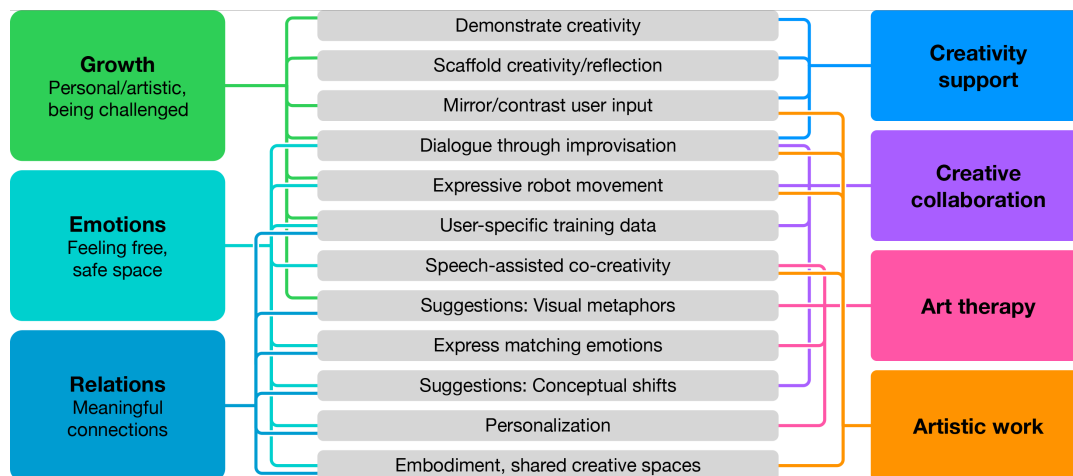 Growth
Personal/artistic,
being challenged
Emotions
Feeling free,
safe space
Relations
Meaningful
connections
Demonstrate creativity
Scaffold creativity/reflection
Mirror/contrast user input
Dialogue through improvisation
Expressive robot movement
User-specific training data
Speech-assisted co-creativity
Suggestions: Visual metaphors
Express matching emotions
Suggestions: Conceptual shifts
Personalization
Embodiment, shared creative spaces
Creativity
support
Creative
collaboration
Art therapy
Artistic work